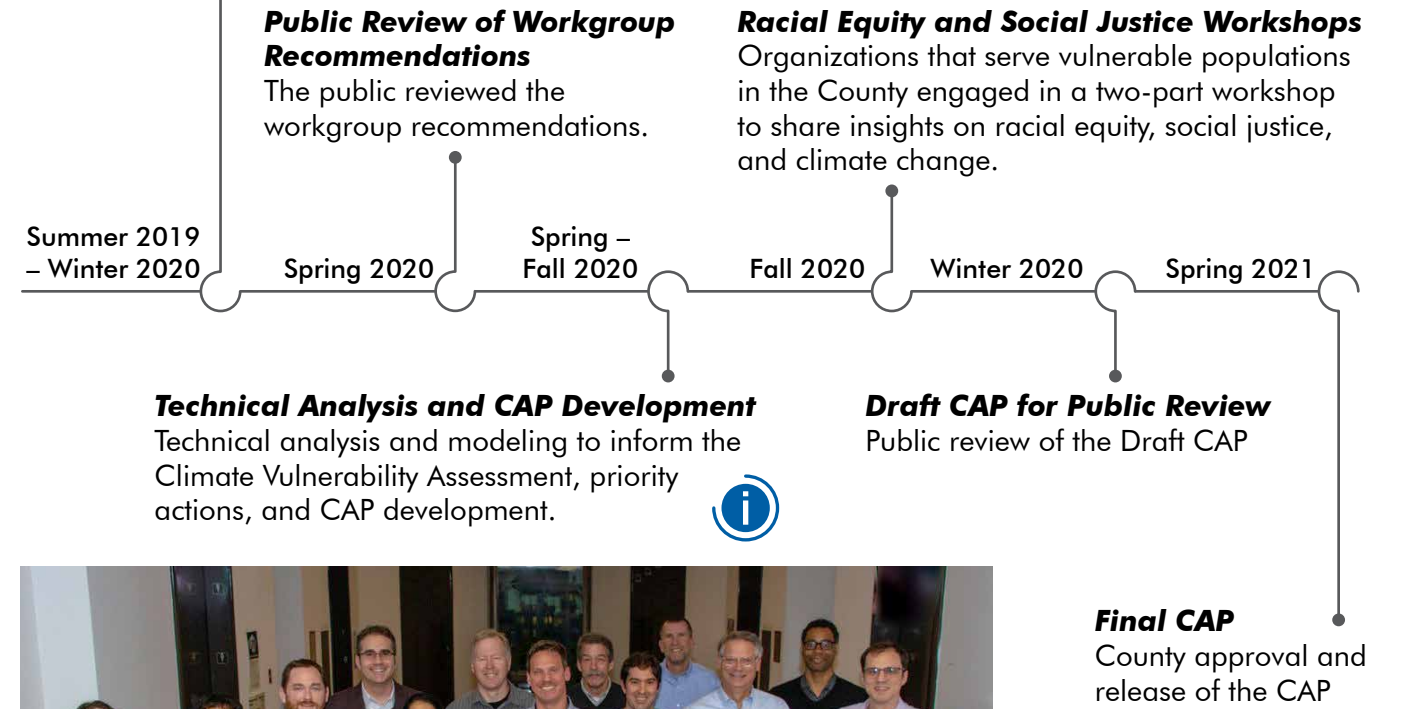 Public Review of Workgroup
Recommendations
The public reviewed the
workgroup recommendations.
Racial Equity and Social Justice Workshops
Organizations that serve vulnerable populations
in the County engaged in a two-part workshop
to share insights on racial equity, social justice,
and climate change.
Summer 2019
– Winter 2020
Spring 2020
Spring –
Fall 2020
Fall 2020
Winter 2020
Spring 2021
Technical Analysis and CAP Development
Technical analysis and modeling to inform the
Climate Vulnerability Assessment, priority
actions, and CAP development.
i
Draft CAP for Public Review
Public review of the Draft CAP
Final CAP
County approval and
release of the CAP